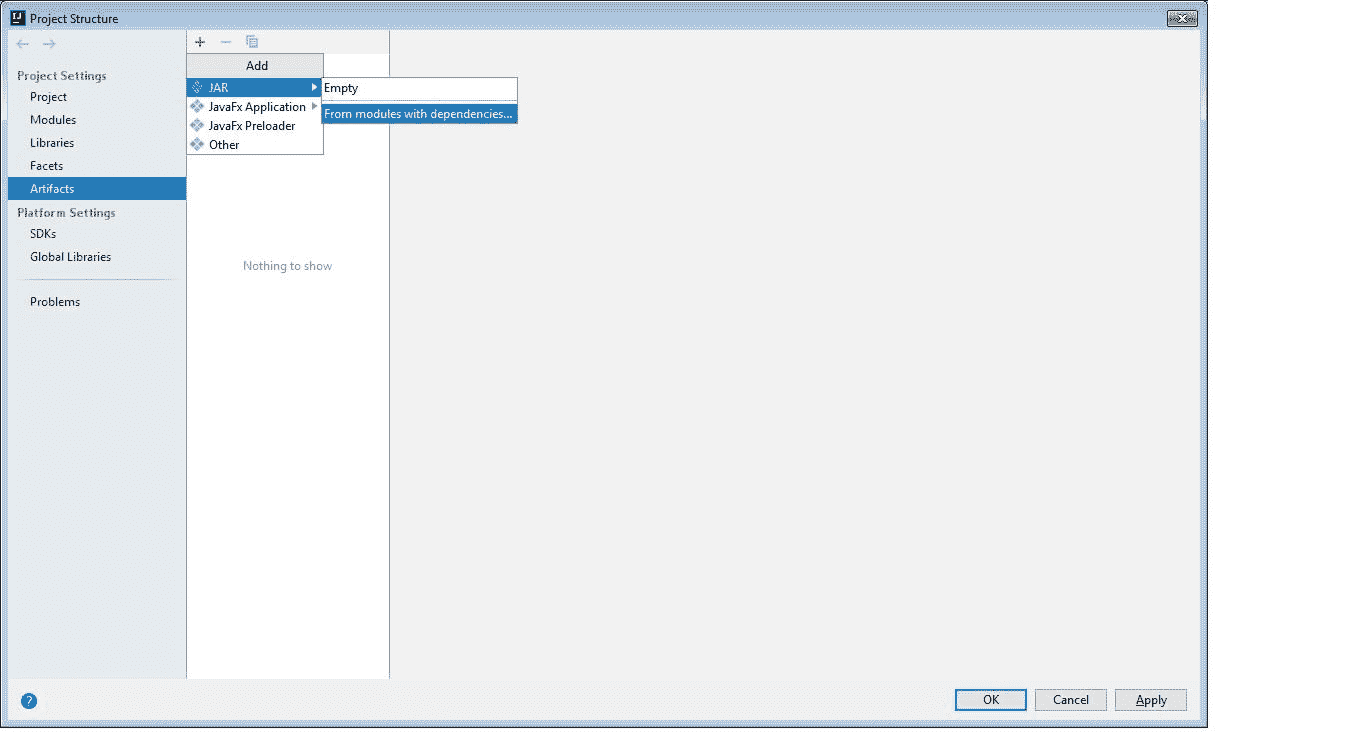 IJ Project Structure
Project Settings
Project
Modules
Libraries
Facets
Artifacts
Platform Settings
SDKs
Global Libraries
Problems
Add
JAR
JavaFx Application
JavaFx Preloader
Other
Empty
From modules with dependencies...
Nothing to show
?
OK
Cancel
Apply